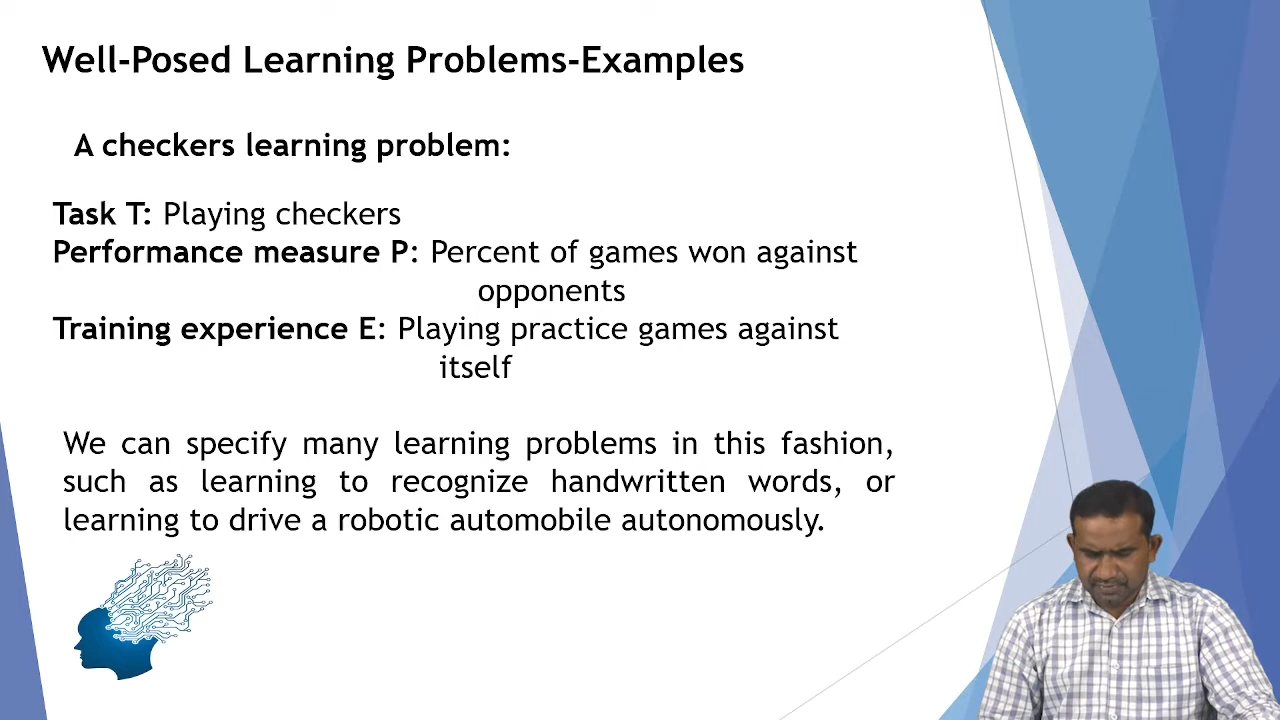 Well-Posed Learning Problems-Examples
A checkers learning problem:
Task T: Playing checkers
Performance measure P: Percent of games won against
opponents
Training experience E: Playing practice games against
itself
We can specify many learning problems in this fashion,
such as learning to recognize handwritten words, or
learning to drive a robotic automobile autonomously.